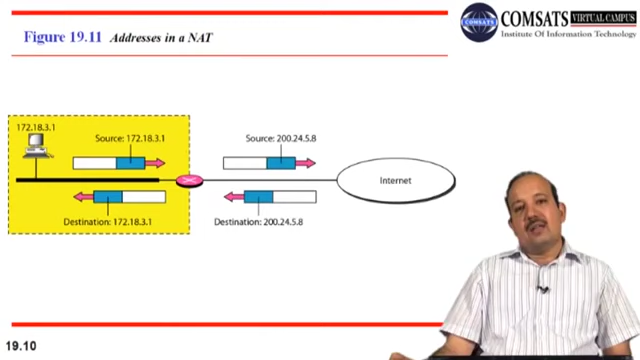 Figure 19.11 Addresses in a NAT
COMSATS VIRTUAL CAMPUS
COMSATS
Institute Of Information Technology
172.18.3.1
Source: 172.18.3.1
Source: 200.24.5.8
Internet
Destination: 172.18.3.1
Destination: 200.24.5.8
19.10